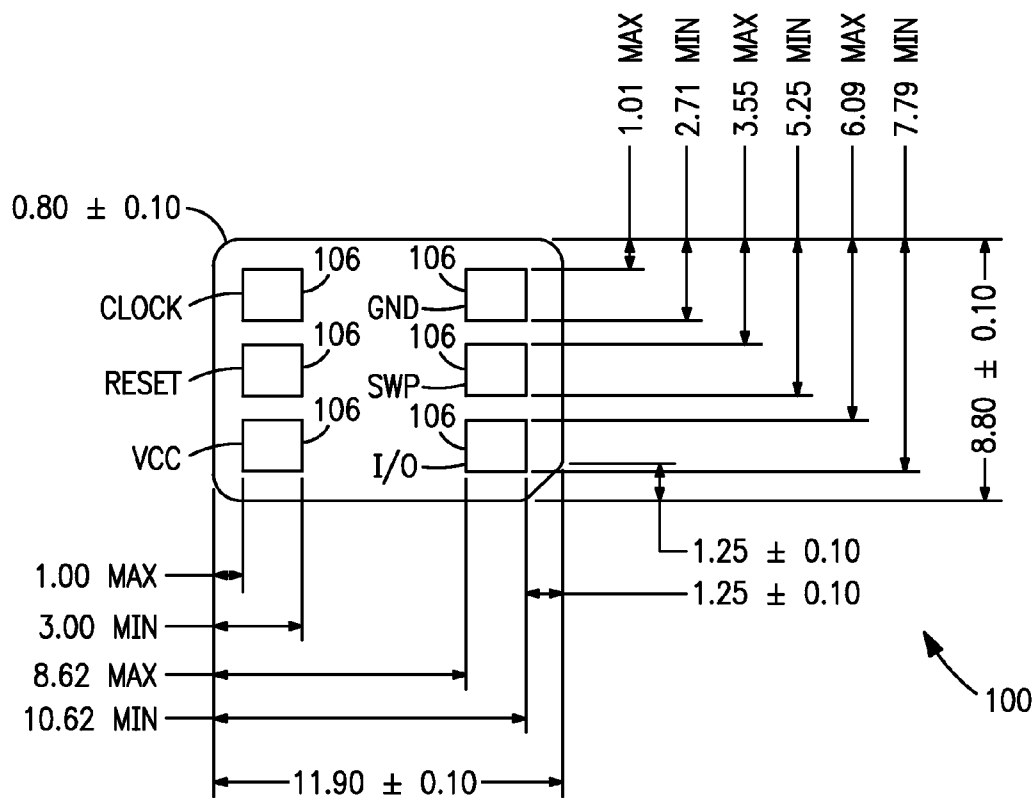 1.01 MAX
2.71 MIN
3.55 MAX
5.25 MIN
6.09 MAX
7.79 MIN
0.80 ± 0.10
106
106
CLOCK
GND
106
106
RESET
SWP
106
106
VCC
I/O
8.80 ± 0.10
1.25 ± 0.10
1.00 MAX
1.25 ± 0.10
3.00 MIN
8.62 MAX
100
10.62 MIN
11.90 ± 0.10